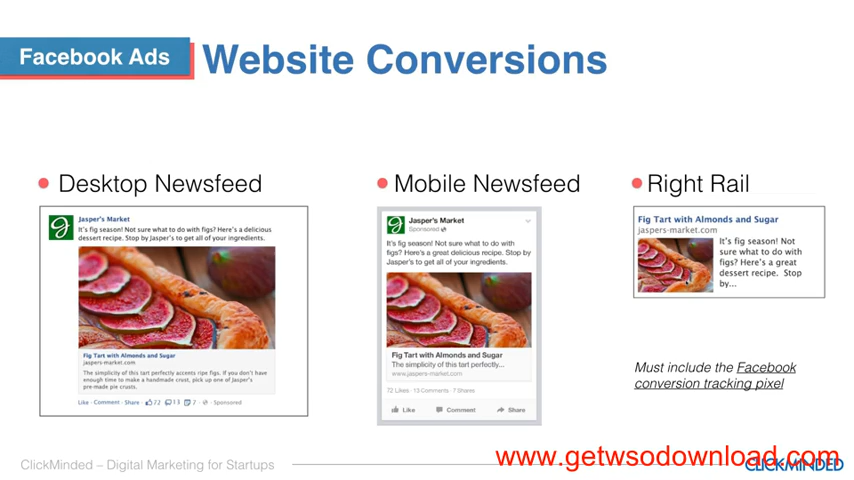 Facebook Ads
Website Conversions
Desktop Newsfeed
Jasper's Market
It's fig season! Not sure what to do with figs? Here's a delicious
dessert recipe. Stop by Jasper's to get all of your ingredients.
Fig Tart with Almonds and Sugar
jaspers-market.com
The simplicity of this tart perfectly accents ripe figs. If you don't have
enough time to make a handmade crust, pick up one of Jasper's
pre-made pie crusts.
Like · Comment · Share · 72 13 7 · Sponsored
Mobile Newsfeed
Jasper's Market
Sponsored
It's fig season! Not sure what to do with
figs? Here's a great delicious recipe. Stop by
Jasper's to get all of your ingredients.
Fig Tart with Almonds and Sugar
The simplicity of this tart perfectly...
www.jaspers-market.com
72 Likes · 13 Comments · 7 Shares
Like Comment Share
Right Rail
Fig Tart with Almonds and Sugar
jaspers-market.com
It's fig season! Not
sure what to do with
figs? Here's a great
dessert recipe. Stop
by...
Must include the Facebook
conversion tracking pixel
ClickMinded – Digital Marketing for Startups
www.getwsodownload.com
CLICKMINDED